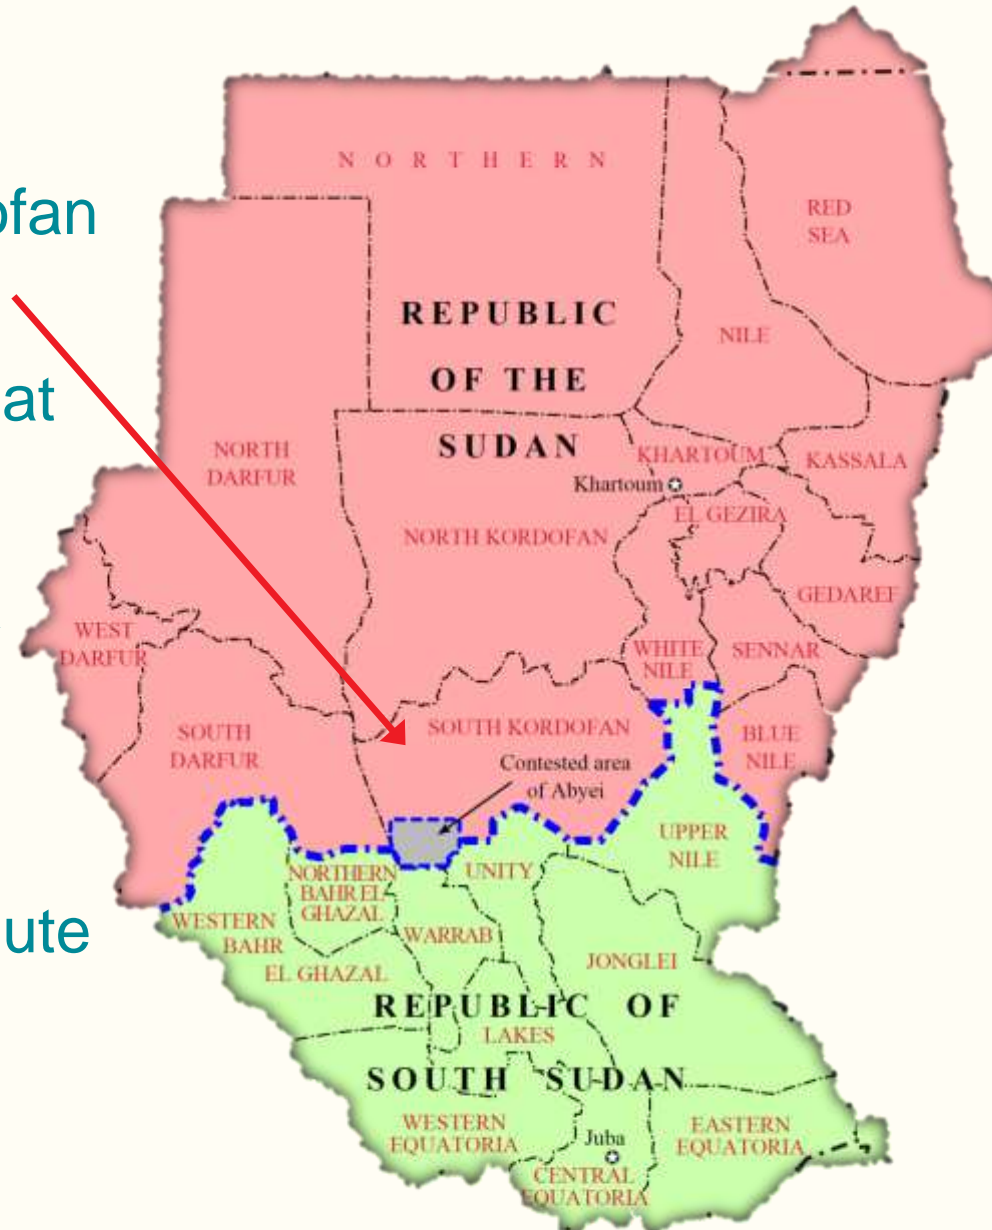 ofan
at
ute
N O R T H E R N
RED
SEA
REPUBLIC
OF THE
SUDAN
NILE
NORTH
DARFUR
KHARTOUM
KASSALA
Khartoum
EL GEZIRA
NORTH KORDOFAN
GEDAREF
WEST
DARFUR
WHITE
NILE
SENNAR
SOUTH
DARFUR
SOUTH KORDOFAN
BLUE
NILE
Contested area
of Abyei
UPPER
NILE
NORTHERN
BAHR EL
GHAZAL
UNITY
WESTERN
BAHR
EL GHAZAL
WARRAB
JONGLEI
REPUBLIC OF
LAKES
SOUTH SUDAN
WESTERN
EQUATORIA
Juba
EASTERN
EQUATORIA
CENTRAL
EQUATORIA